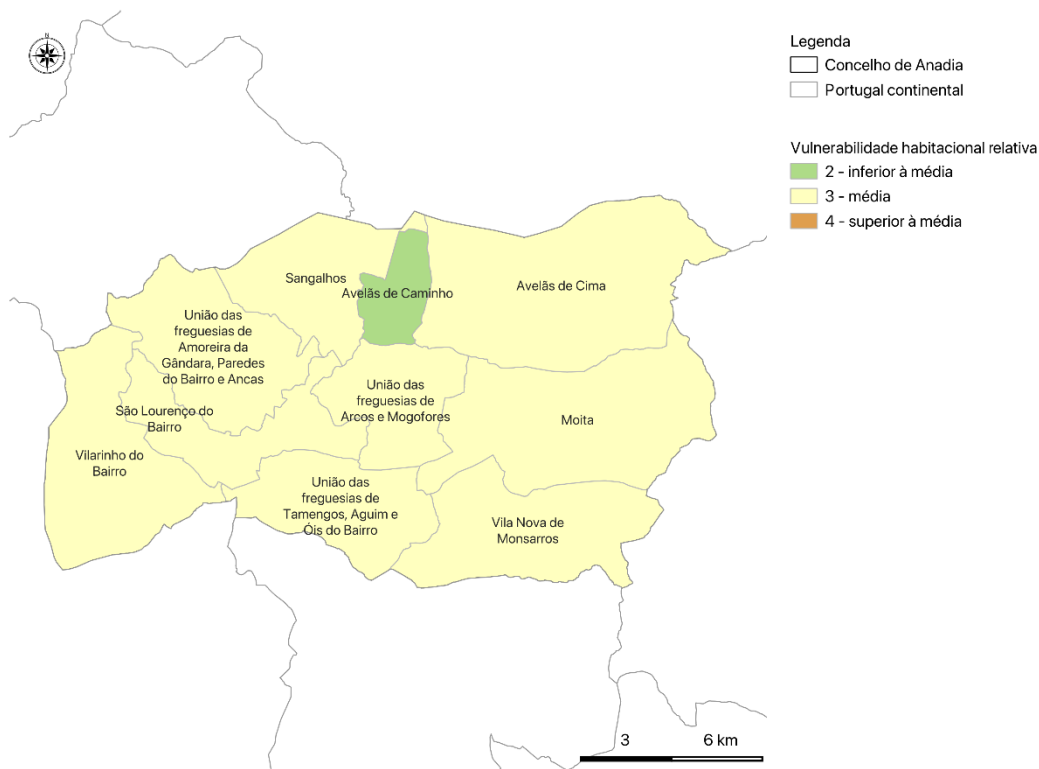 N
Legenda
Concelho de Anadia
Portugal continental
Vulnerabilidade habitacional relativa
2 - inferior à média
3 - média
4 - superior à média
Sangalhos
Avelãs de Caminho
Avelãs de Cima
União das
freguesias de
Amoreira da
Gândara, Paredes
do Bairro e Ancas
União das
freguesias de
Arcos e Mogofores
São Lourenço do
Bairro
Moita
Vilarinho do
Bairro
União das
freguesias de
Tamengos, Aguim e
Óis do Bairro
Vila Nova de
Monsarros
3
6 km